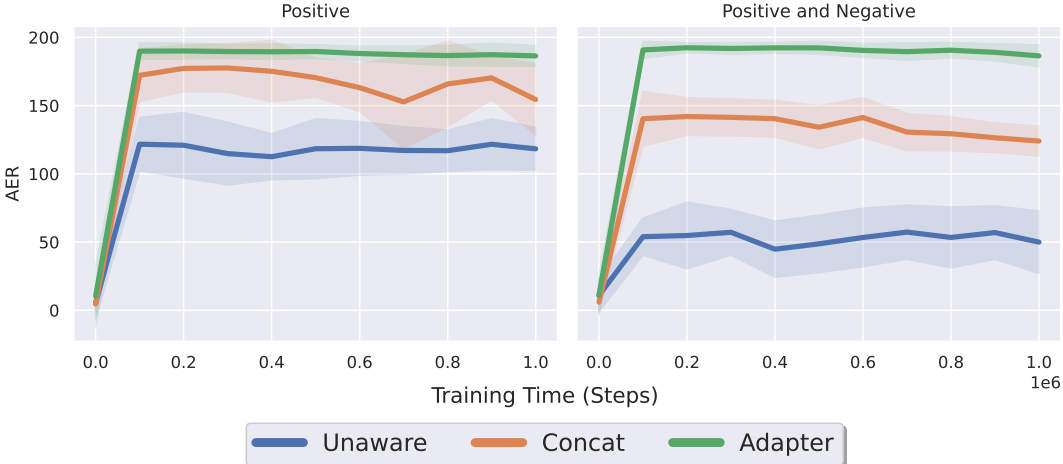 Positive
Positive and Negative
AER
200
150
100
50
0
0.0 0.2 0.4 0.6 0.8 1.0
0.0 0.2 0.4 0.6 0.8 1.0
1e6
Training Time (Steps)
Unaware Concat Adapter